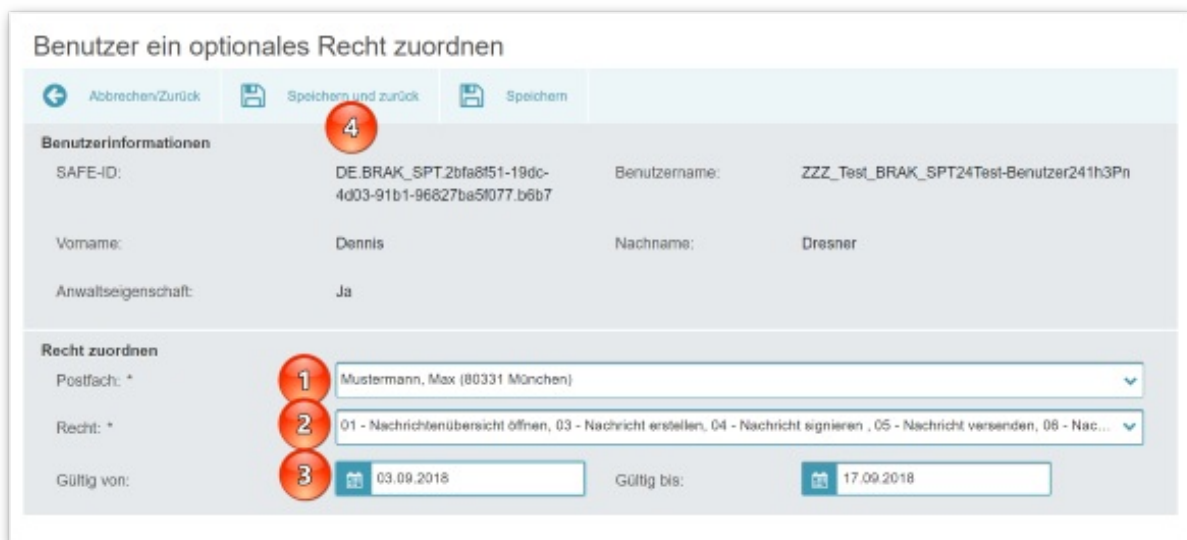 Benutzer ein optionales Recht zuordnen
Abbrechen/Zurück Speichern und zurück Speichern
4
Benutzerinformationen
SAFE-ID: DE.BRAK_SPT.2bfa8f51-19dc-
4d03-91b1-96827ba5f077.b6b7 Benutzername: ZZZ_Test_BRAK_SPT24Test-Benutzer241h3Pn
Vorname: Dennis Nachname: Dresner
Anwaltseigenschaft: Ja
Recht zuordnen
Postfach: * 1 Mustermann, Max (80331 München)
Recht: * 2 01 - Nachrichtenübersicht öffnen, 03 - Nachricht erstellen, 04 - Nachricht signieren , 05 - Nachricht versenden, 06 - Nac...
Gültig von: 3 03.09.2018 Gültig bis: 17.09.2018